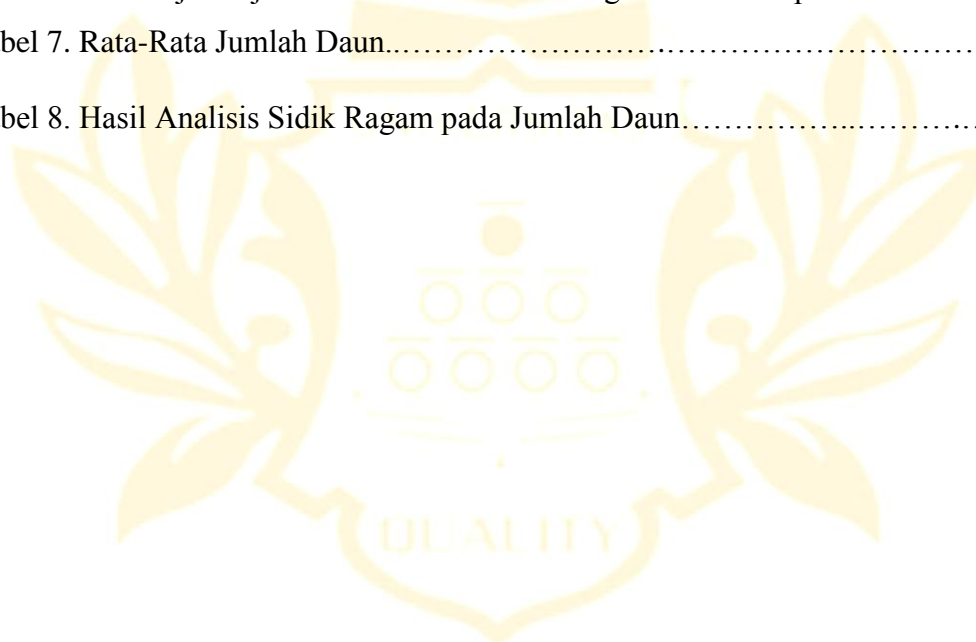 bel 7. Rata-Rata Jumlah Daun..…………………….…………………………
bel 8. Hasil Analisis Sidik Ragam pada Jumlah Daun……………..……….…
QUALITY